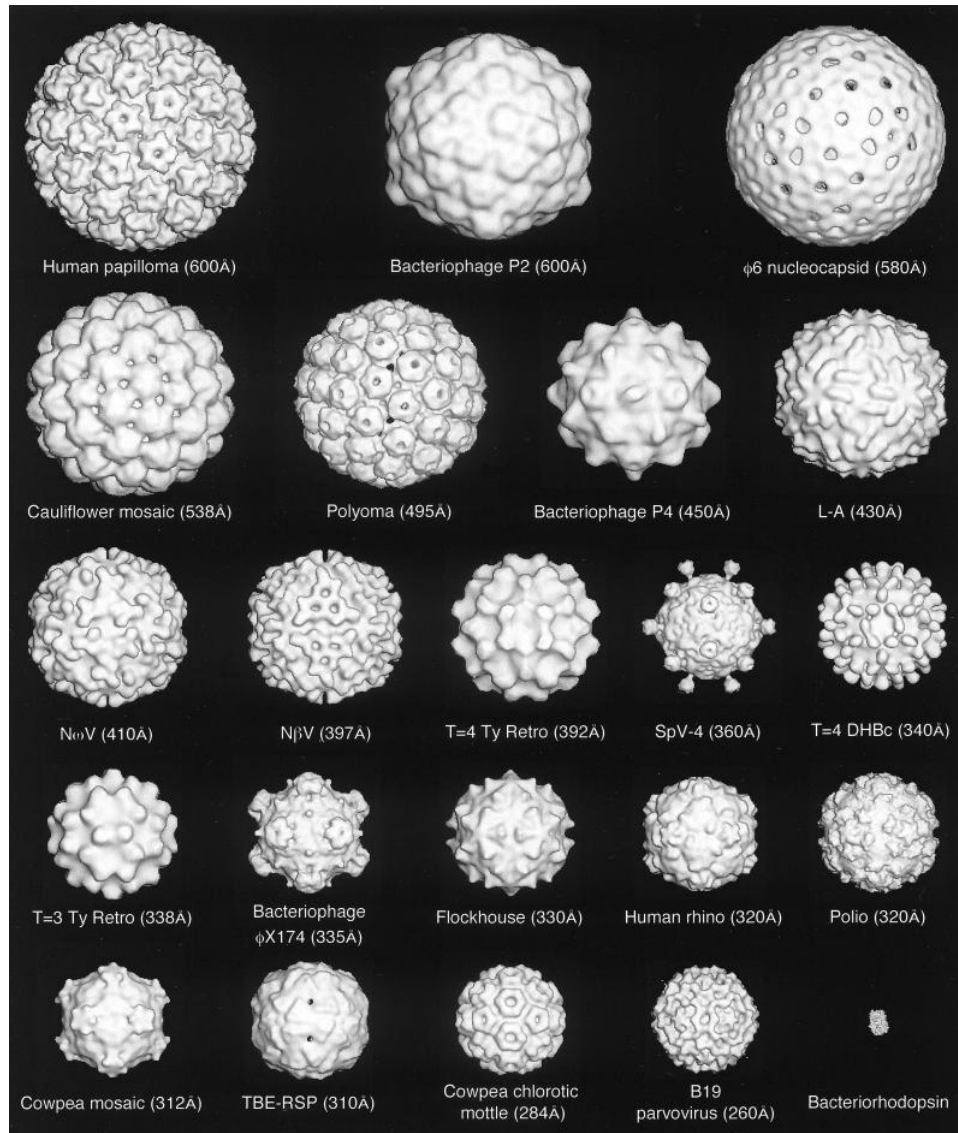 Human papilloma (600Å)
Bacteriophage P2 (600Å)
ϕ6 nucleocapsid (580Å)
Cauliflower mosaic (538Å)
Polyoma (495Å)
Bacteriophage P4 (450Å)
L-A (430Å)
NωV (410Å)
NβV (397Å)
T=4 Ty Retro (392Å)
SpV-4 (360Å)
T=4 DHBc (340Å)
T=3 Ty Retro (338Å)
Bacteriophage
ϕX174 (335Å)
Flockhouse (330Å)
Human rhino (320Å)
Polio (320Å)
Cowpea mosaic (312Å)
TBE-RSP (310Å)
Cowpea chlorotic
mottle (284Å)
B19
parvovirus (260Å)
Bacteriorhodopsin